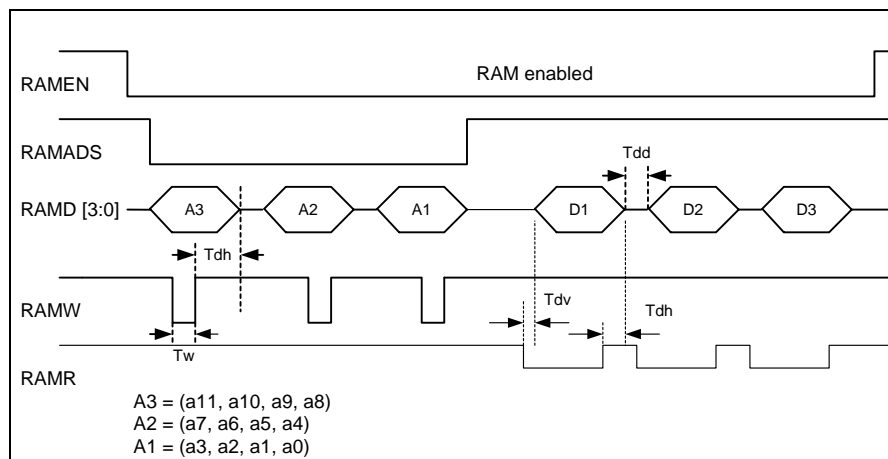 RAMEN
RAM enabled
RAMADS
Tdd
RAMD [3:0]
A3
A2
A1
D1
D2
D3
Tdh
RAMW
Tdv
Tdh
Tw
RAMR
A3 = (a11, a10, a9, a8)
A2 = (a7, a6, a5, a4)
A1 = (a3, a2, a1, a0)